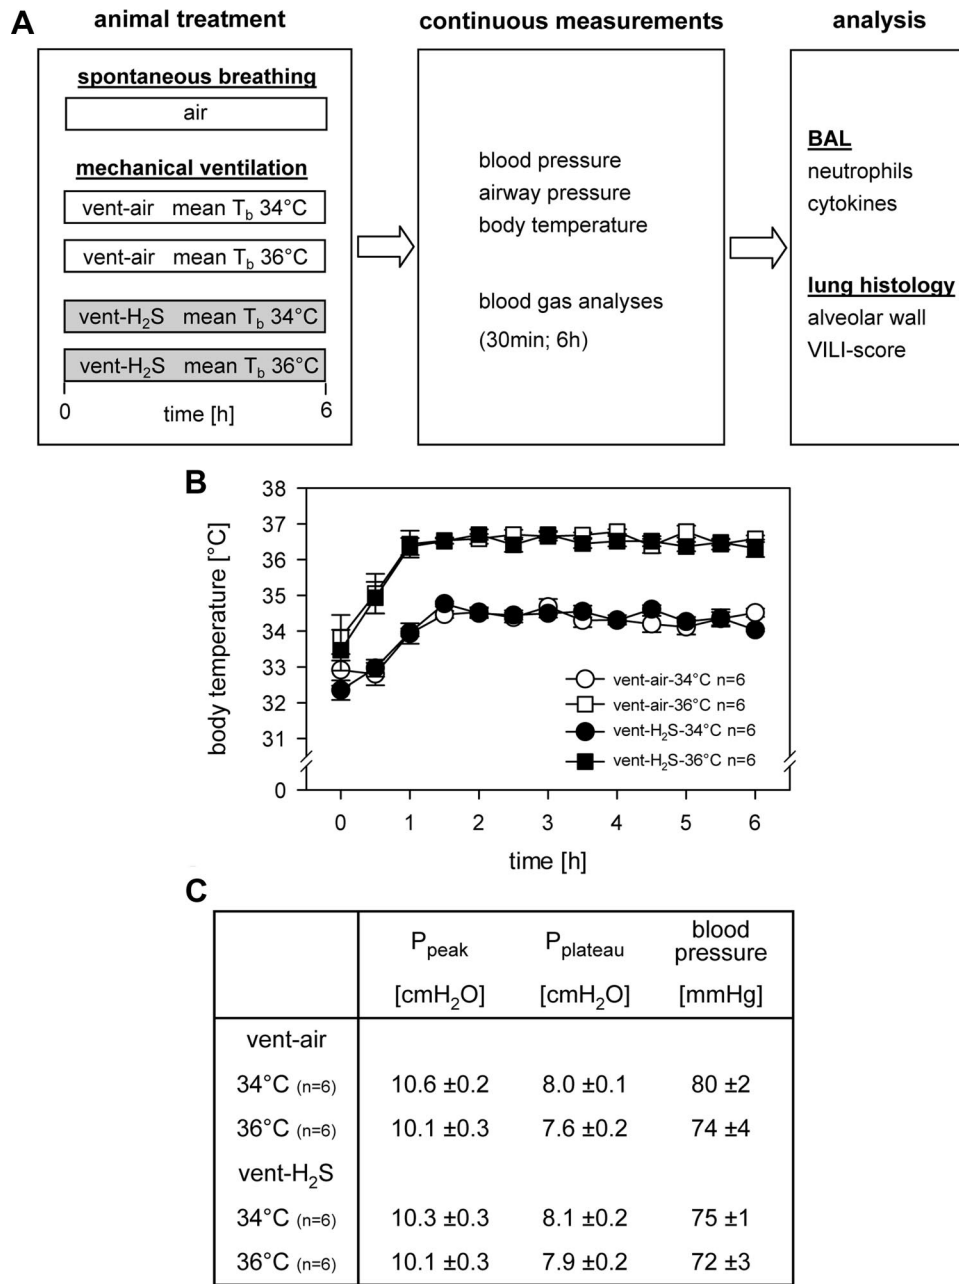 A
animal treatment
spontaneous breathing
air
mechanical ventilation
vent-air mean T_b 34°C
vent-air mean T_b 36°C
vent-H₂S mean T_b 34°C
vent-H₂S mean T_b 36°C
0 time [h] 6
continuous measurements
blood pressure
airway pressure
body temperature
blood gas analyses
(30min; 6h)
analysis
BAL
neutrophils
cytokines
lung histology
alveolar wall
VILI-score
B
body temperature [°C]
38
37
36
35
34
33
32
31
0
vent-air-34°C n=6
vent-air-36°C n=6
vent-H₂S-34°C n=6
vent-H₂S-36°C n=6
0 1 2 3 4 5 6
time [h]
C
P_peak P_plateau blood pressure
[cmH₂O] [cmH₂O] [mmHg]
vent-air
34°C (n=6) 10.6 ±0.2 8.0 ±0.1 80 ±2
36°C (n=6) 10.1 ±0.3 7.6 ±0.2 74 ±4
vent-H₂S
34°C (n=6) 10.3 ±0.3 8.1 ±0.2 75 ±1
36°C (n=6) 10.1 ±0.3 7.9 ±0.2 72 ±3